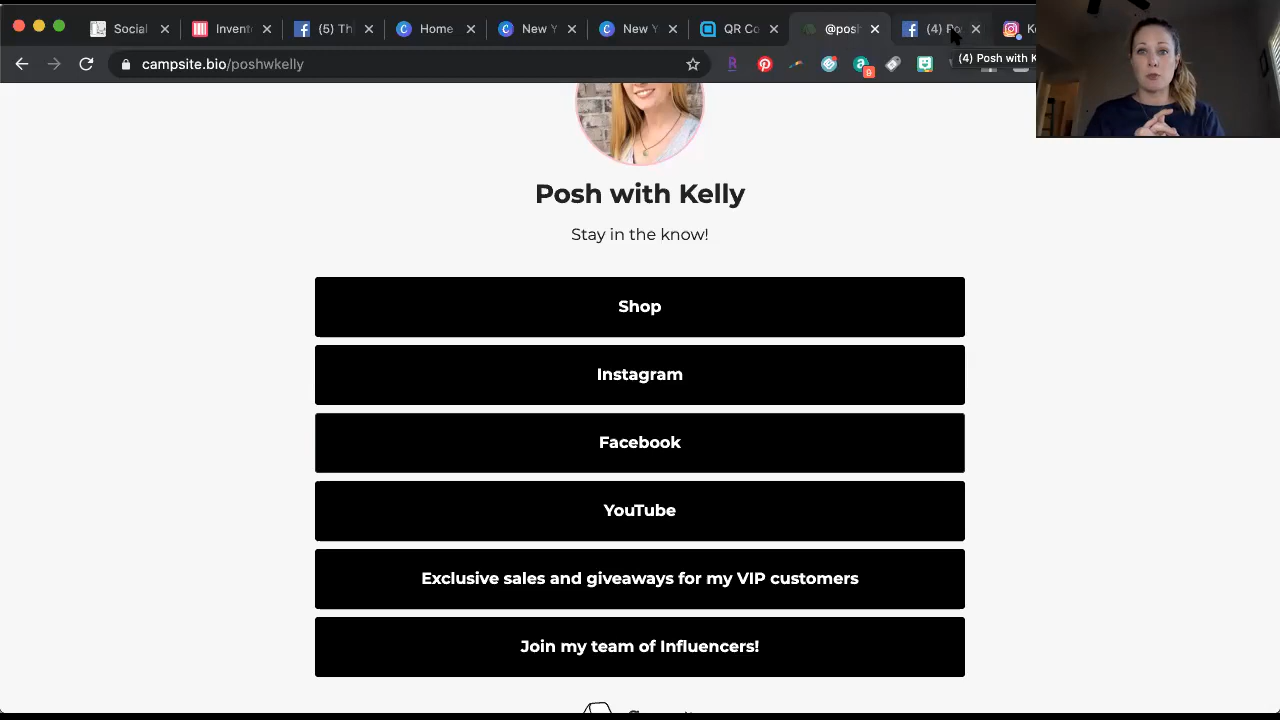 Social
Invent
(5) Th
Home
New Y
New Y
QR Co
@posh
(4) Po
campsite.bio/poshwkelly
(4) Posh with K
Posh with Kelly
Stay in the know!
Shop
Instagram
Facebook
YouTube
Exclusive sales and giveaways for my VIP customers
Join my team of Influencers!